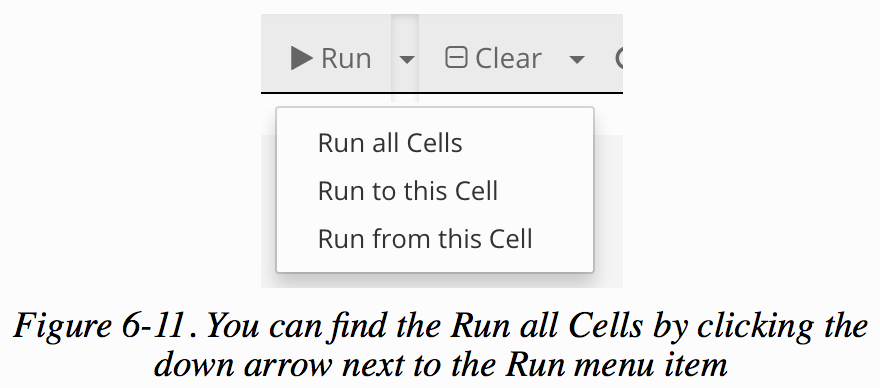 Run Clear
Run all Cells
Run to this Cell
Run from this Cell
Figure 6-11. You can find the Run all Cells by clicking the
down arrow next to the Run menu item